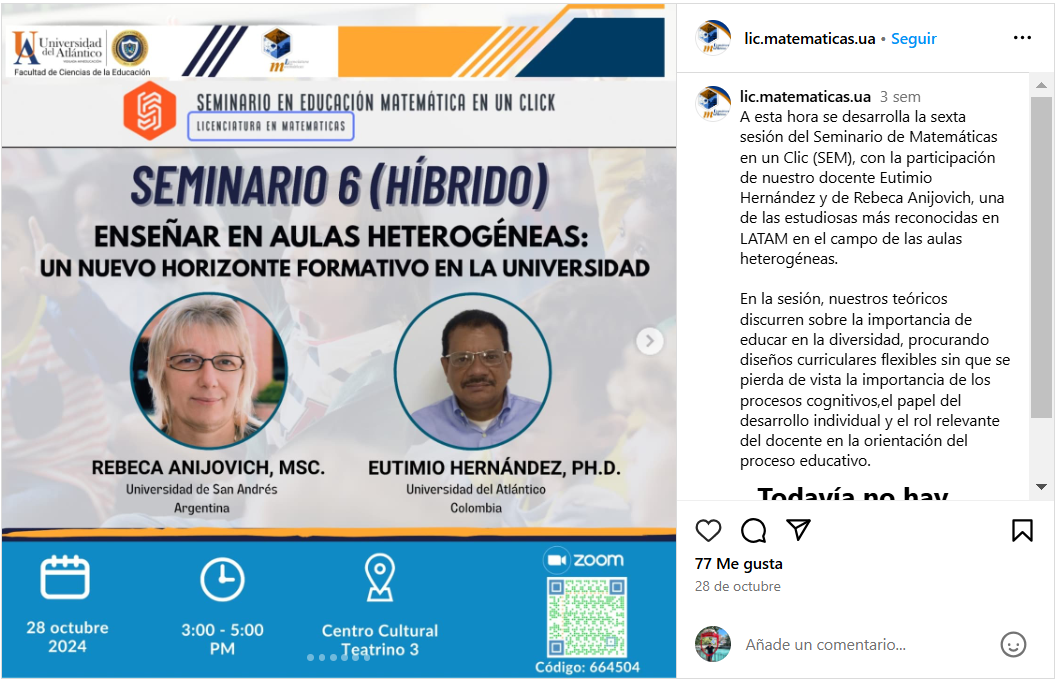 Universidad
del Atlántico
Facultad de Ciencias de la Educación
SEMINARIO EN EDUCACIÓN MATEMÁTICA EN UN CLICK
LICENCIATURA EN MATEMATICAS
SEMINARIO 6 (HÍBRIDO)
ENSEÑAR EN AULAS HETEROGÉNEAS:
UN NUEVO HORIZONTE FORMATIVO EN LA UNIVERSIDAD
REBECA ANIJOVICH, MSC.
Universidad de San Andrés
Argentina
EUTIMIO HERNÁNDEZ, PH.D.
Universidad del Atlántico
Colombia
28 octubre
2024
3:00 - 5:00
PM
Centro Cultural
Teatrino 3
zoom
Código: 664504
lic.matematicas.ua • Seguir
lic.matematicas.ua 3 sem
A esta hora se desarrolla la sexta
sesión del Seminario de Matemáticas
en un Clic (SEM), con la participación
de nuestro docente Eutimio
Hernández y de Rebeca Anijovich, una
de las estudiosas más reconocidas en
LATAM en el campo de las aulas
heterogéneas.
En la sesión, nuestros teóricos
discurren sobre la importancia de
educar en la diversidad, procurando
diseños curriculares flexibles sin que se
pierda de vista la importancia de los
procesos cognitivos,el papel del
desarrollo individual y el rol relevante
del docente en la orientación del
proceso educativo.
Todavía no hay
77 Me gusta
28 de octubre
Añade un comentario...